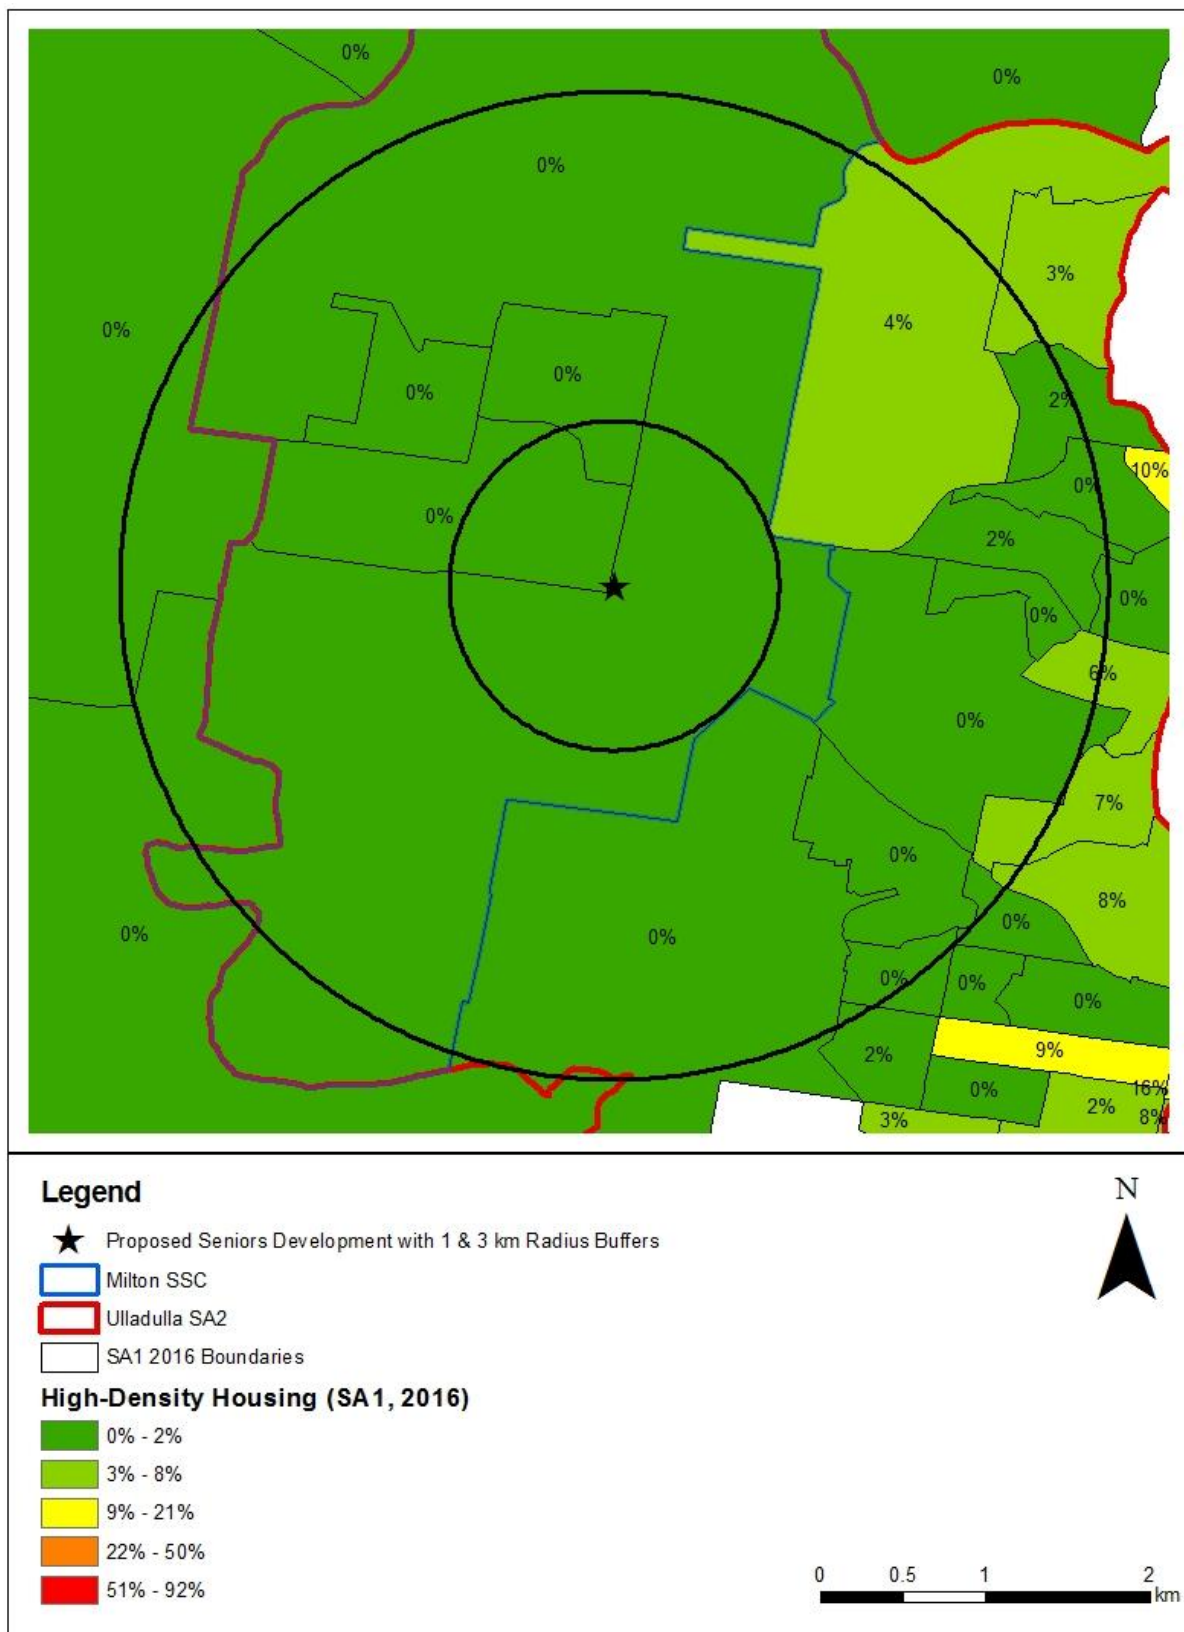 0%
0%
0%
3%
4%
0%
0%
0%
2%
10%
0%
0%
2%
0%
0%
6%
0%
7%
0%
8%
0%
0%
0%
0%
0%
0%
9%
2%
0%
16%
2%
8%
3%
Legend
N
Proposed Seniors Development with 1 & 3 km Radius Buffers
Milton SSC
Ulladulla SA2
SA1 2016 Boundaries
High-Density Housing (SA1, 2016)
0% - 2%
3% - 8%
9% - 21%
22% - 50%
51% - 92%
0 0.5 1 2
km